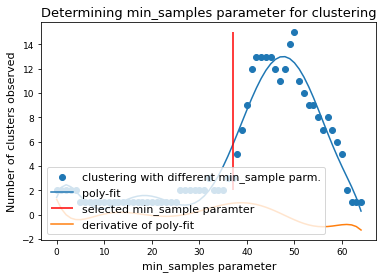 Determining min_samples parameter for clustering
Number of clusters observed
14
12
10
8
6
4
2
0
−2
clustering with different min_sample parm.
poly-fit
selected min_sample paramter
derivative of poly-fit
0
10
20
30
40
50
60
min_samples parameter